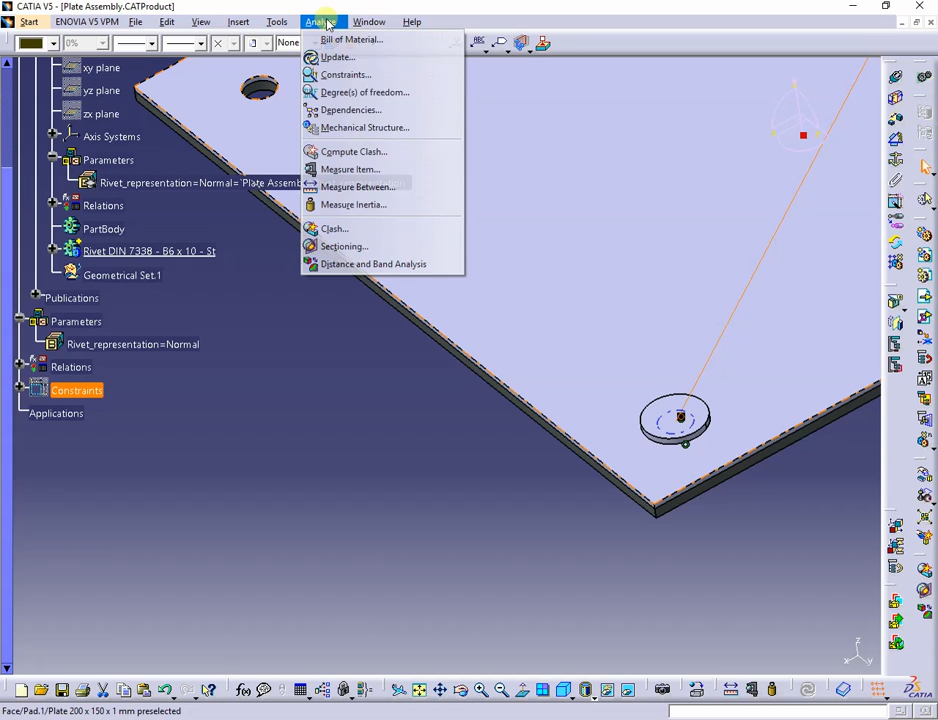 CATIA V5 - [Plate Assembly.CATProduct]
Start ENOVIA V5 VPM File Edit View Insert Tools Analyze Window Help
0% None ABC
xy plane
yz plane
zx plane
Axis Systems
Parameters
Rivet_representation=Normal=`Plate Assemb
Relations
PartBody
Rivet DIN 7338 - B6 x 10 - St
Geometrical Set.1
Publications
Parameters
Rivet_representation=Normal
Relations
Constraints
Applications
Bill of Material...
Update...
Constraints...
Degree(s) of freedom...
Dependencies...
Mechanical Structure...
Compute Clash...
Measure Item...
Measure Between...
Measure Inertia...
Clash...
Sectioning...
Distance and Band Analysis
z
x y
f(x)
Face/Pad.1/Plate 200 x 150 x 1 mm preselected